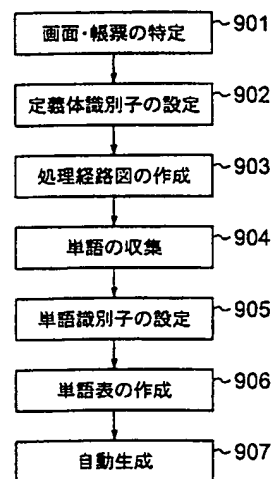 画面・帳票の特定 901
定義体識別子の設定 902
処理経路図の作成 903
単語の収集 904
単語識別子の設定 905
単語表の作成 906
自動生成 907